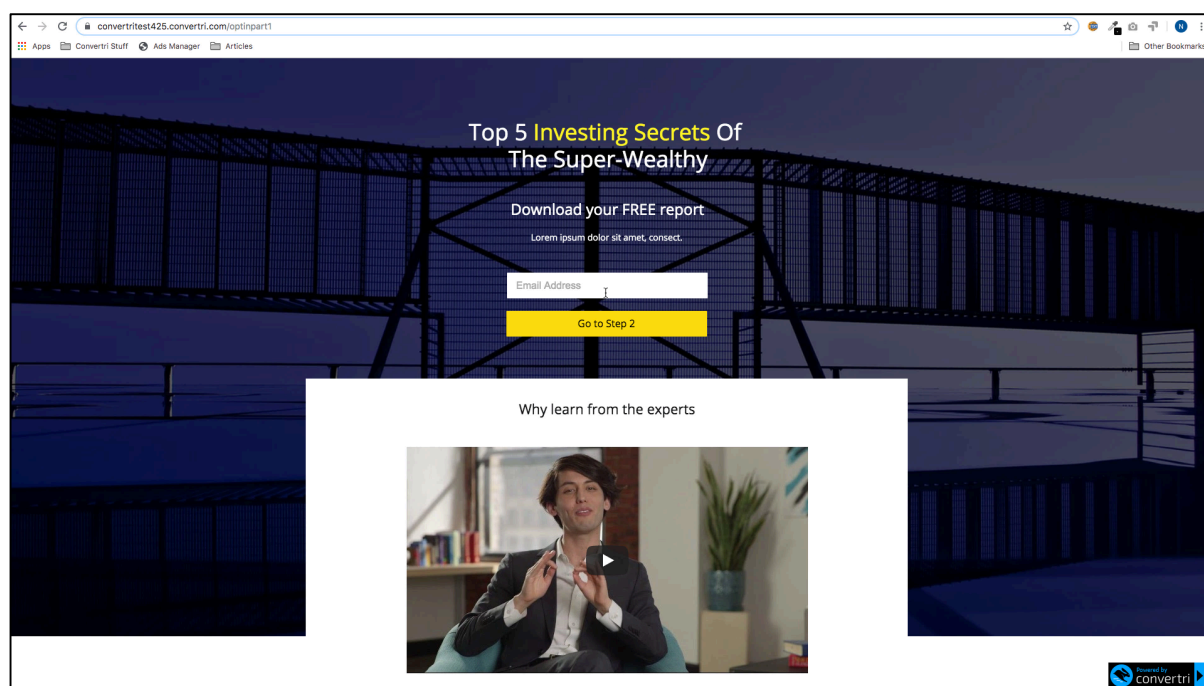 convertritest425.convertri.com/optinpart1
N
Apps Convertri Stuff Ads Manager Articles Other Bookmarks
Top 5 Investing Secrets Of
The Super-Wealthy
Download your FREE report
Lorem ipsum dolor sit amet, consect.
Email Address
Go to Step 2
Why learn from the experts
Powered by
convertri